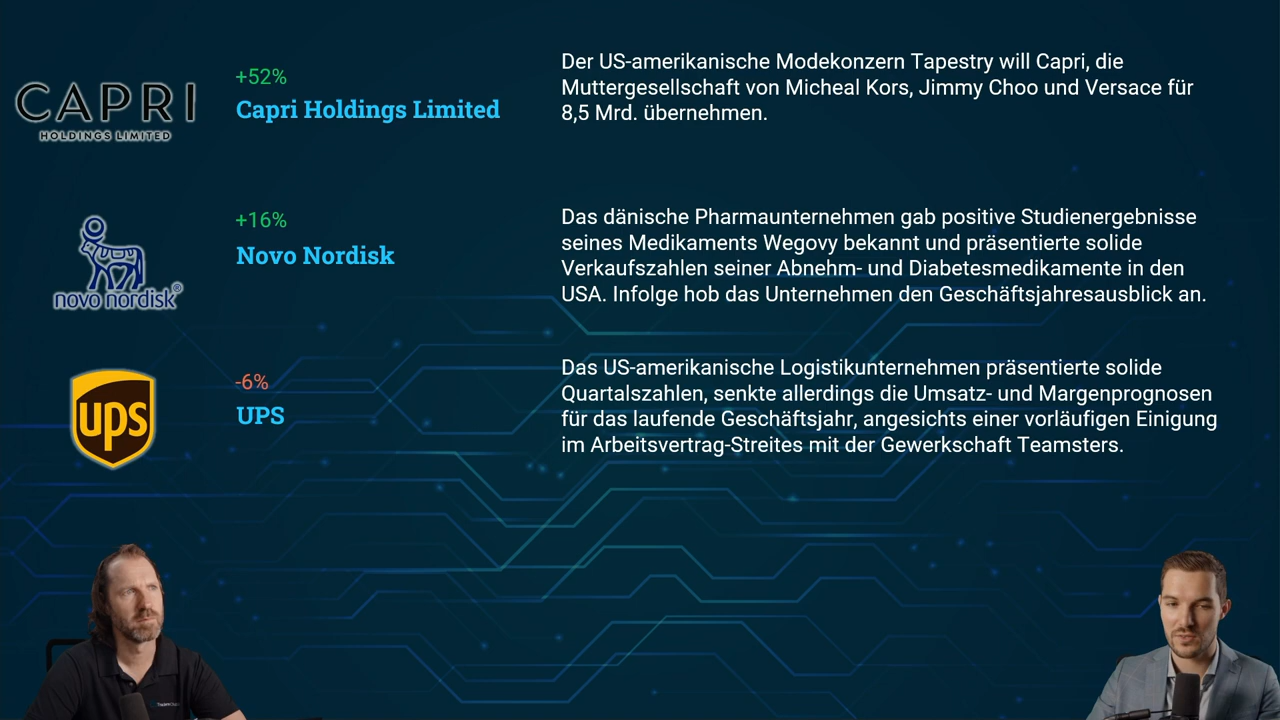 CAPRI
HOLDINGS LIMITED
+52%
Capri Holdings Limited
Der US-amerikanische Modekonzern Tapestry will Capri, die
Muttergesellschaft von Micheal Kors, Jimmy Choo und Versace für
8,5 Mrd. übernehmen.
novo nordisk®
+16%
Novo Nordisk
Das dänische Pharmaunternehmen gab positive Studienergebnisse
seines Medikaments Wegovy bekannt und präsentierte solide
Verkaufszahlen seiner Abnehm- und Diabetesmedikamente in den
USA. Infolge hob das Unternehmen den Geschäftsjahresausblick an.
ups
-6%
UPS
Das US-amerikanische Logistikunternehmen präsentierte solide
Quartalszahlen, senkte allerdings die Umsatz- und Margenprognosen
für das laufende Geschäftsjahr, angesichts einer vorläufigen Einigung
im Arbeitsvertrag-Streites mit der Gewerkschaft Teamsters.